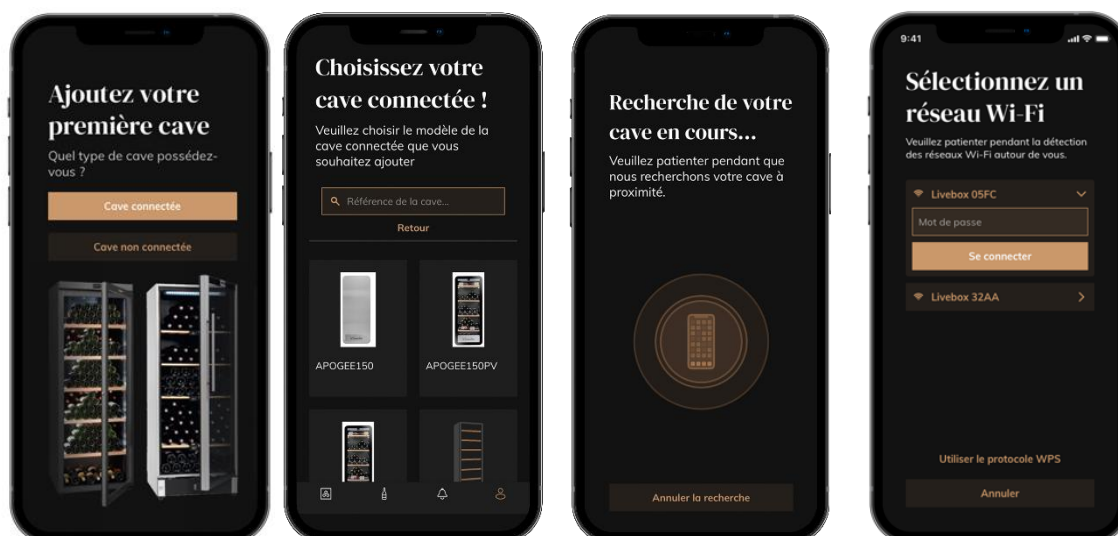 Ajoutez votre
première cave
Quel type de cave possédez-
vous ?
Cave connectée
Cave non connectée
Choisissez votre
cave connectée !
Veuillez choisir le modèle de la
cave connectée que vous
souhaitez ajouter
Référence de la cave...
Retour
APOGEE150
APOGEE150PV
Recherche de votre
cave en cours...
Veuillez patienter pendant que
nous recherchons votre cave à
proximité.
Annuler la recherche
9:41
Sélectionnez un
réseau Wi-Fi
Veuillez patienter pendant la détection
des réseaux Wi-Fi autour de vous.
Livebox 05FC
Mot de passe
Se connecter
Livebox 32AA
Utiliser le protocole WPS
Annuler